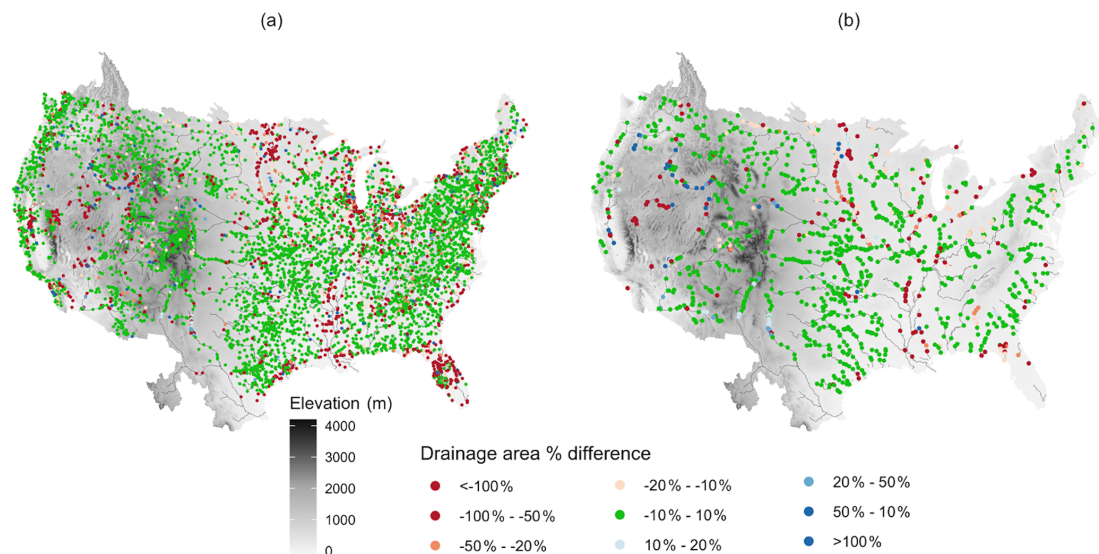 (a)
(b)
Elevation (m)
4000
3000
2000
1000
0
Drainage area % difference
<-100%
-100% - -50%
-50% - -20%
-20% - -10%
-10% - 10%
10% - 20%
20% - 50%
50% - 10%
>100%